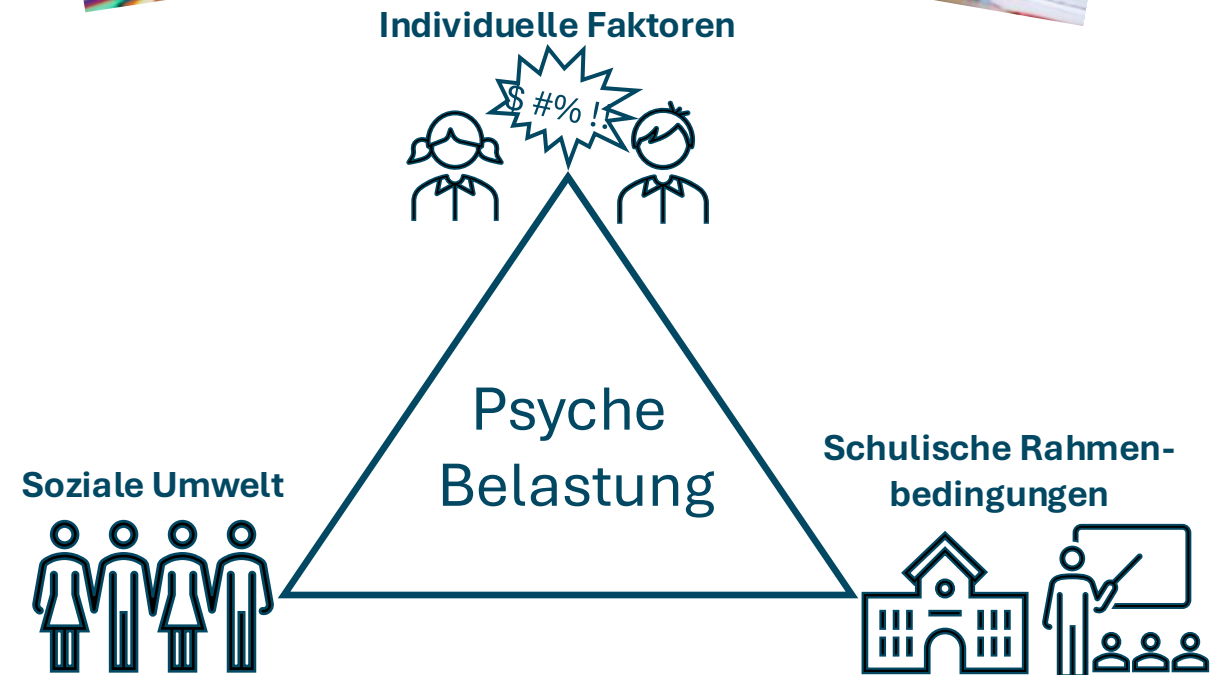 Individuelle Faktoren
$ #% !!
Psyche
Belastung
Soziale Umwelt
Schulische Rahmen-
bedingungen